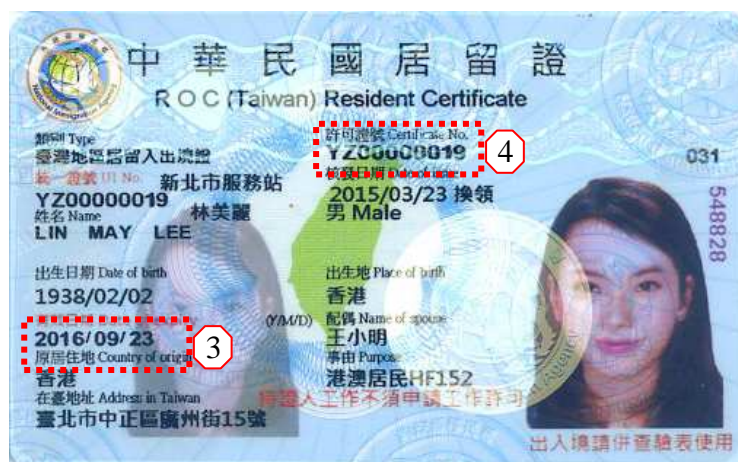 中華民國居留證
ROC (Taiwan) Resident Certificate
類別 Type
臺灣地區居留入出境證
許可證號 Certificate No.
YZ00000019
4
031
統一證號 UI No.
新北市服務站
核發日期
YZ00000019
2015/03/23 換領
姓名 Name
林美麗
男 Male
LIN MAY LEE
548828
出生日期 Date of birth
出生地 Place of birth
1938/02/02
香港
(Y/M/D)
配偶 Name of spouse
2016/09/23
3
王小明
原居住地 Country of origin
事由 Purpose
香港
港澳居民HF152
在臺地址 Address in Taiwan
持證人工作不須申請工作許可
臺北市中正區廣州街15號
出入境請併查驗表使用
National Immigration Agency